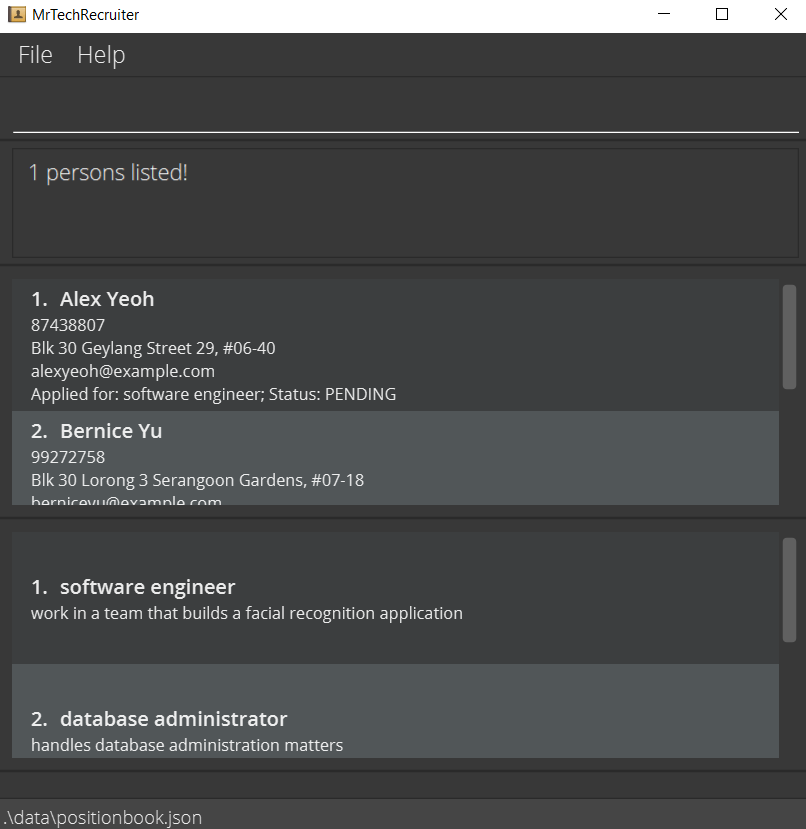 MrTechRecruiter
File Help
1 persons listed!
1. Alex Yeoh
87438807
Blk 30 Geylang Street 29, #06-40
alexyeoh@example.com
Applied for: software engineer; Status: PENDING
2. Bernice Yu
99272758
Blk 30 Lorong 3 Serangoon Gardens, #07-18
berniceyu@example.com
1. software engineer
work in a team that builds a facial recognition application
2. database administrator
handles database administration matters
.\data\positionbook.json